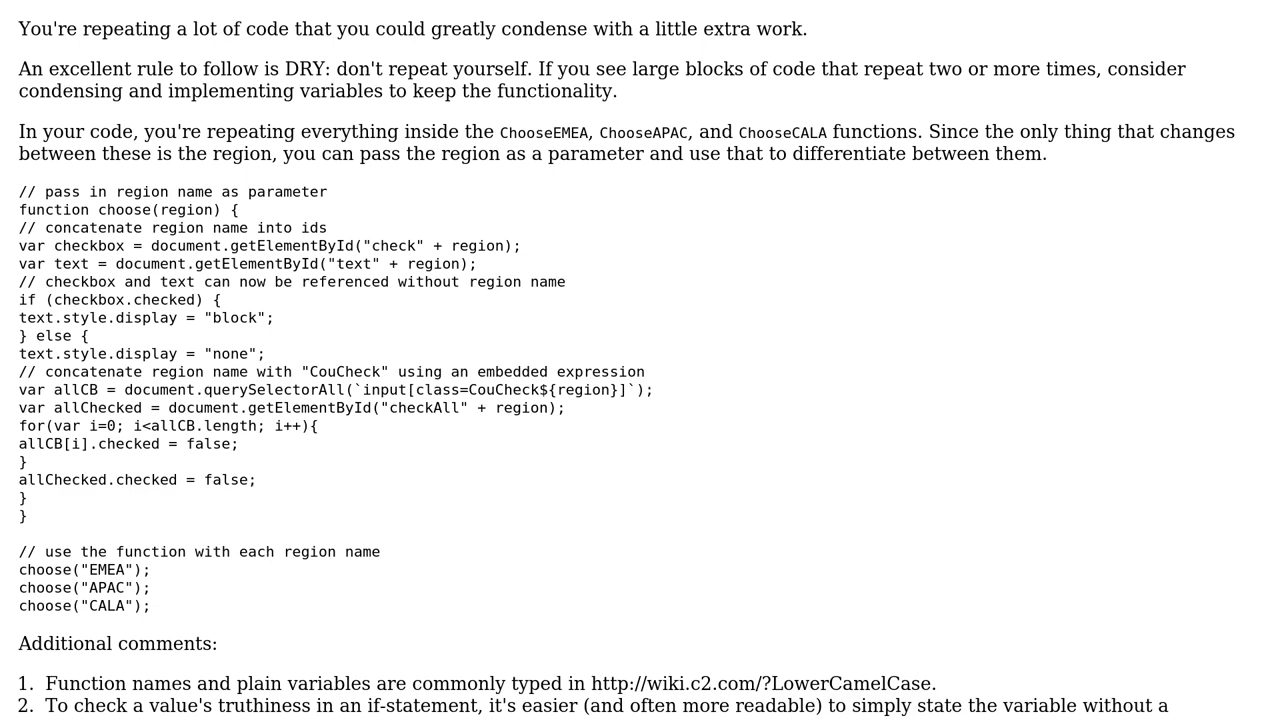 You're repeating a lot of code that you could greatly condense with a little extra work.
An excellent rule to follow is DRY: don't repeat yourself. If you see large blocks of code that repeat two or more times, consider
condensing and implementing variables to keep the functionality.
In your code, you're repeating everything inside the ChooseEMEA, ChooseAPAC, and ChooseCALA functions. Since the only thing that changes
between these is the region, you can pass the region as a parameter and use that to differentiate between them.
// pass in region name as parameter
function choose(region) {
// concatenate region name into ids
var checkbox = document.getElementById("check" + region);
var text = document.getElementById("text" + region);
// checkbox and text can now be referenced without region name
if (checkbox.checked) {
text.style.display = "block";
} else {
text.style.display = "none";
// concatenate region name with "CouCheck" using an embedded expression
var allCB = document.querySelectorAll(`input[class=CouCheck${region}]`);
var allChecked = document.getElementById("checkAll" + region);
for(var i=0; i<allCB.length; i++){
allCB[i].checked = false;
}
allChecked.checked = false;
}
}
// use the function with each region name
choose("EMEA");
choose("APAC");
choose("CALA");
Additional comments:
1. Function names and plain variables are commonly typed in http://wiki.c2.com/?LowerCamelCase.
2. To check a value's truthiness in an if-statement, it's easier (and often more readable) to simply state the variable without a